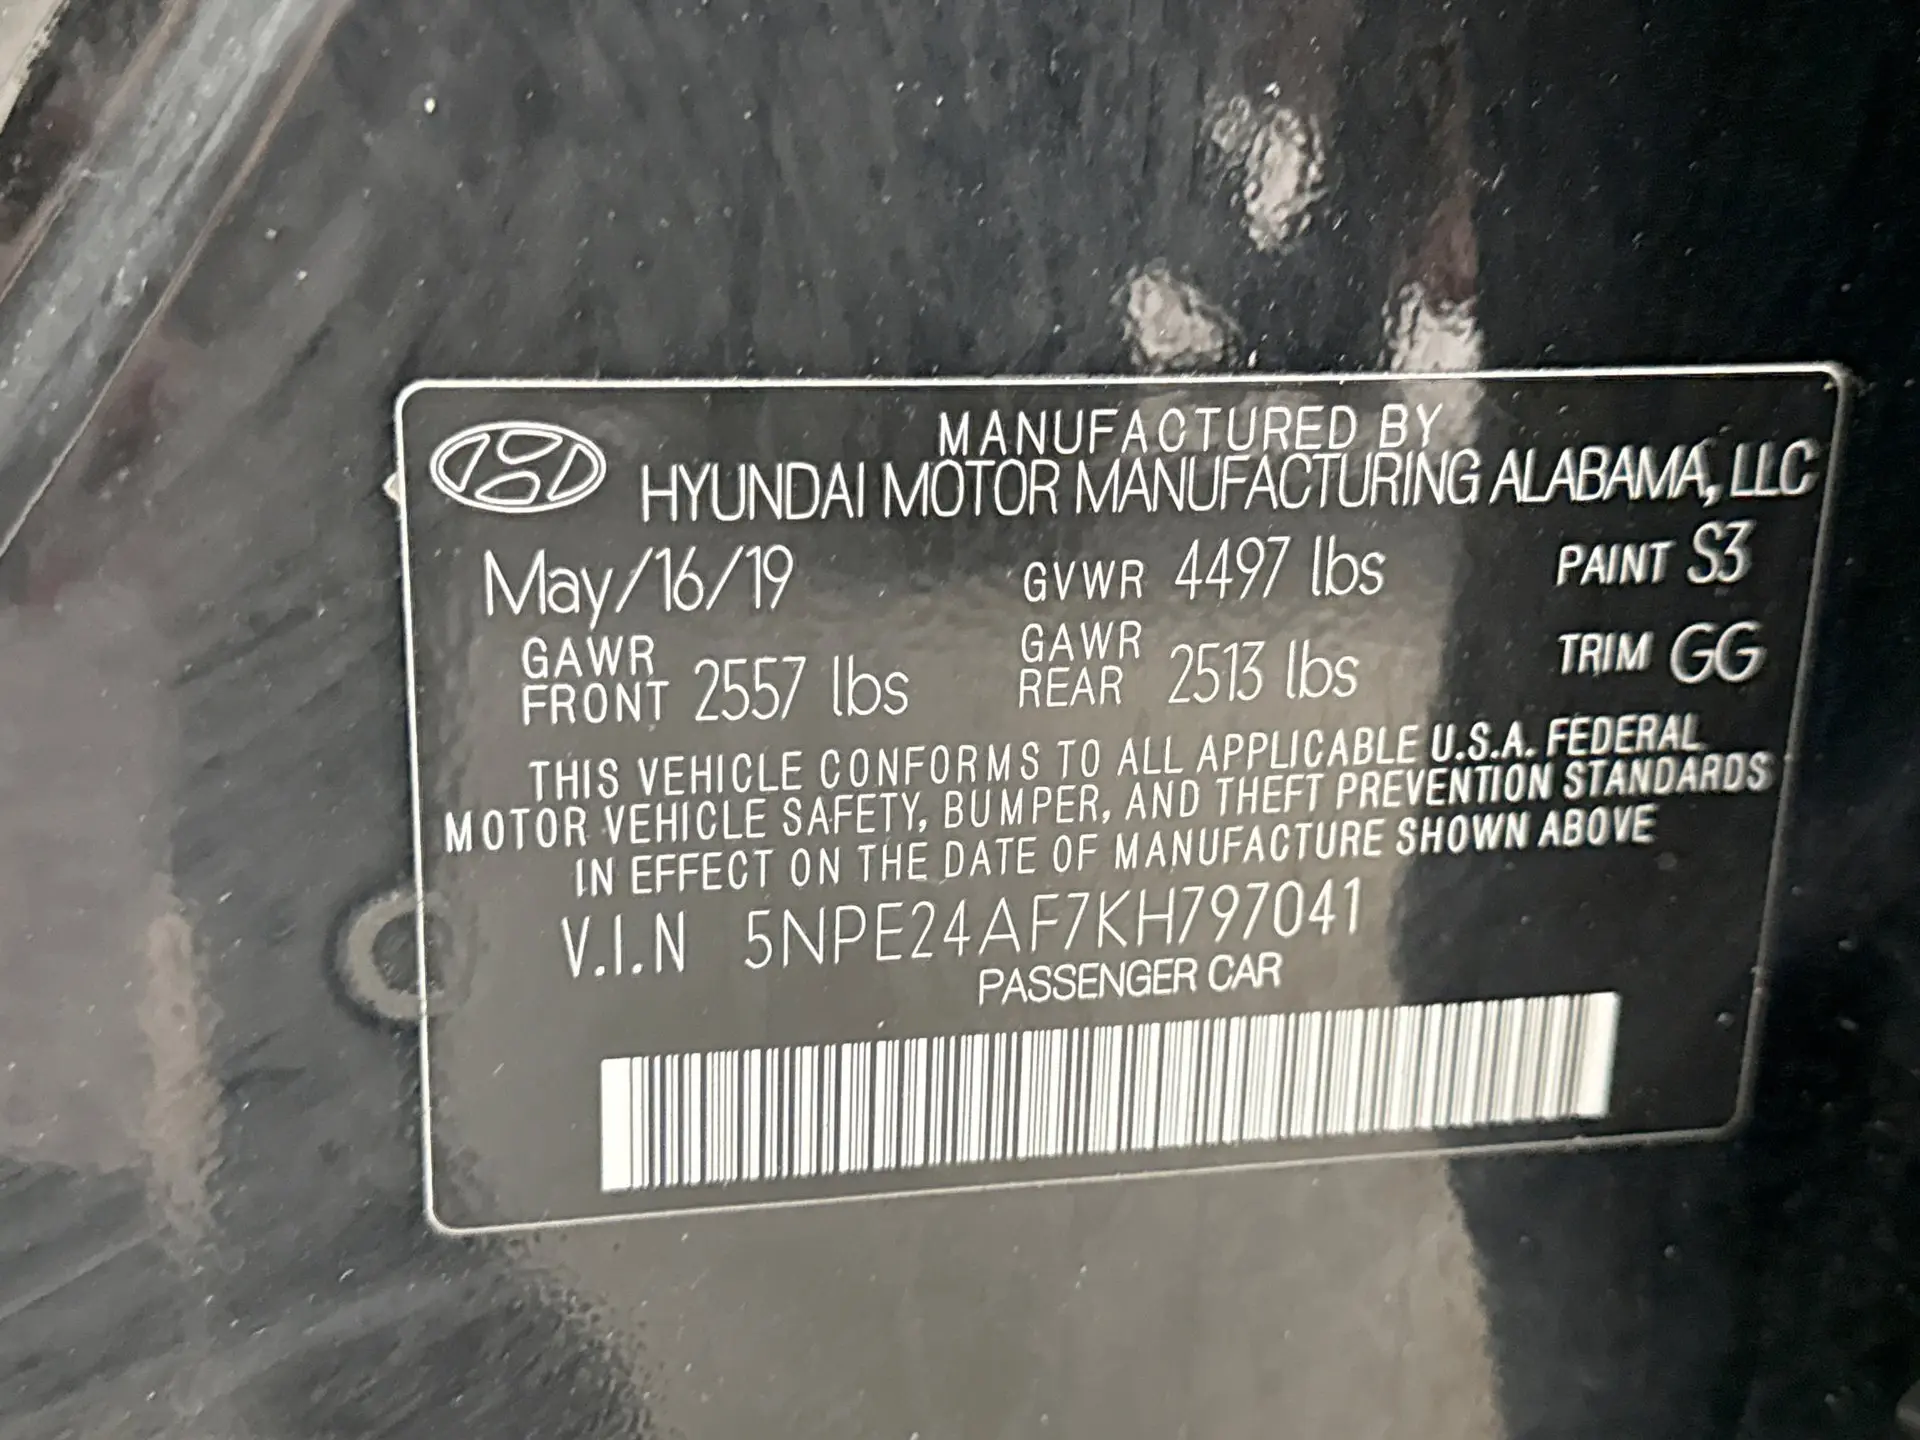 MANUFACTURED BY
HYUNDAI MOTOR MANUFACTURING ALABAMA, LLC
May/16/19 GVWR 4497 lbs PAINT S3
GAWR FRONT 2557 lbs GAWR REAR 2513 lbs TRIM GG
THIS VEHICLE CONFORMS TO ALL APPLICABLE U.S.A. FEDERAL
MOTOR VEHICLE SAFETY, BUMPER, AND THEFT PREVENTION STANDARDS
IN EFFECT ON THE DATE OF MANUFACTURE SHOWN ABOVE
V.I.N 5NPE24AF7KH797041
PASSENGER CAR